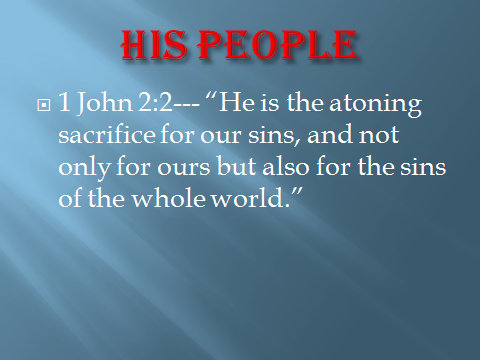 HIS PEOPLE
1 John 2:2--- “He is the atoning
sacrifice for our sins, and not
only for ours but also for the sins
of the whole world.”